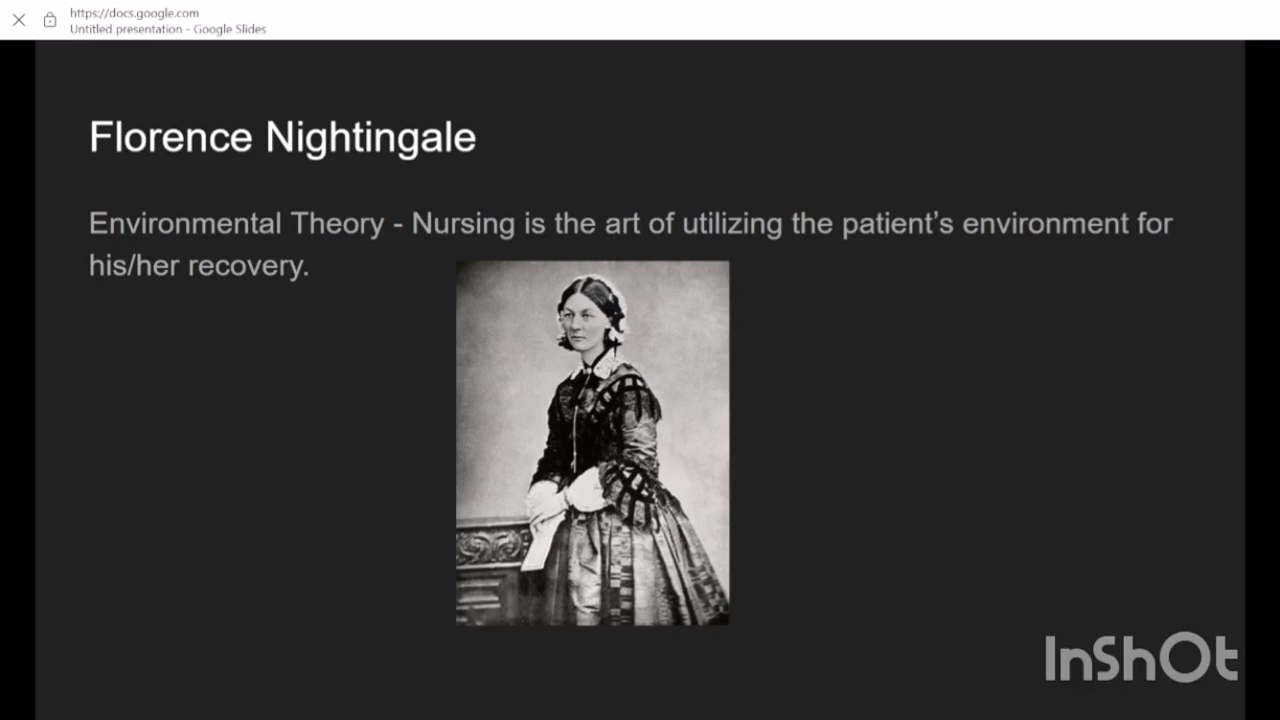 https://docs.google.com
Untitled presentation - Google Slides
Florence Nightingale
Environmental Theory - Nursing is the art of utilizing the patient’s environment for
his/her recovery.
InShOt